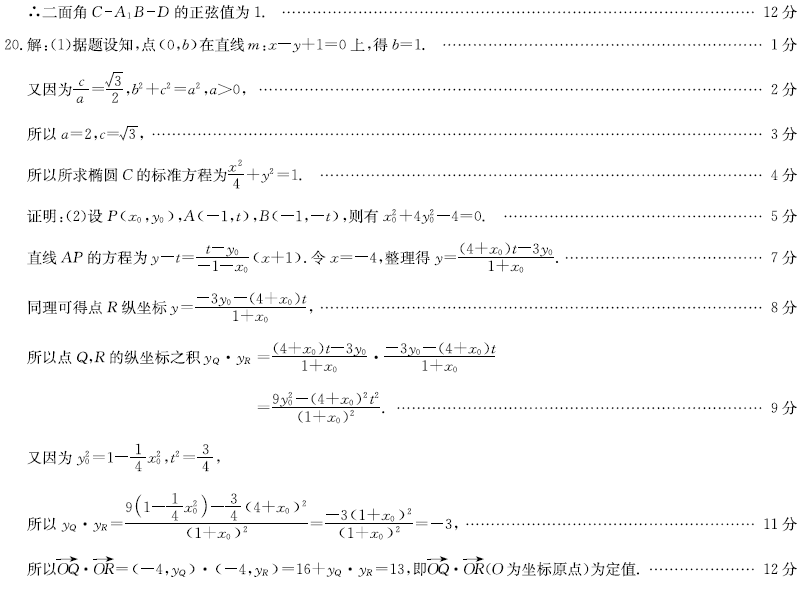 ∴二面角 C-A₁B-D 的正弦值为 1. …………………………………………………………… 12 分
20. 解:(1)据题设知,点(0,b)在直线 m:x-y+1=0 上,得 b=1. ………………………………… 1 分
又因为 c/a=√3/2,b²+c²=a²,a>0, ……………………………………………………………… 2 分
所以 a=2,c=√3, …………………………………………………………………………… 3 分
所以所求椭圆 C 的标准方程为 x²/4+y²=1. ……………………………………………………… 4 分
证明:(2)设 P(x₀,y₀),A(-1,t),B(-1,-t),则有 x₀²+4y₀²-4=0. ……………………………… 5 分
直线 AP 的方程为 y-t=(t-y₀)/(-1-x₀) (x+1).令 x=-4,整理得 y=((4+x₀)t-3y₀)/(1+x₀). ……………………… 7 分
同理可得点 R 纵坐标 y=(-3y₀-(4+x₀)t)/(1+x₀), ……………………………………………………… 8 分
所以点 Q,R 的纵坐标之积 y_Q·y_R=((4+x₀)t-3y₀)/(1+x₀)·(-3y₀-(4+x₀)t)/(1+x₀)
=(9y₀²-(4+x₀)²t²)/(1+x₀)². …………………………………………… 9 分
又因为 y₀²=1-1/4 x₀²,t²=3/4,
所以 y_Q·y_R=(9(1-1/4 x₀²)-3/4(4+x₀)²)/(1+x₀)²=(-3(1+x₀)²)/(1+x₀)²=-3, ………………………………… 11 分
所以 \overrightarrow{OQ}·\overrightarrow{OR}=(-4,y_Q)·(-4,y_R)=16+y_Q·y_R=13,即 \overrightarrow{OQ}·\overrightarrow{OR}(O 为坐标原点)为定值. ………………… 12 分